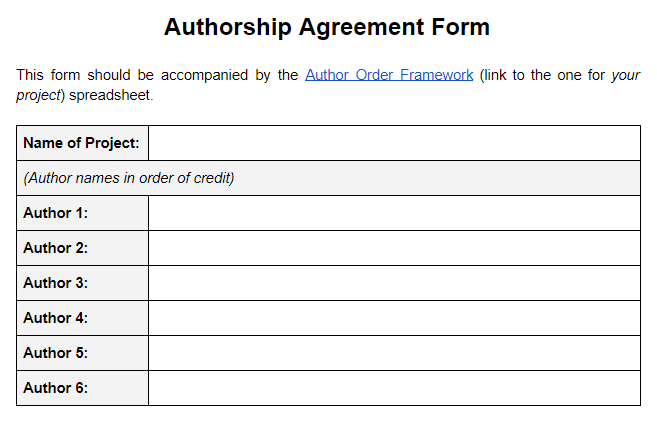 Authorship Agreement Form
This form should be accompanied by the Author Order Framework (link to the one for your
project) spreadsheet.
Name of Project:
(Author names in order of credit)
Author 1:
Author 2:
Author 3:
Author 4:
Author 5:
Author 6: